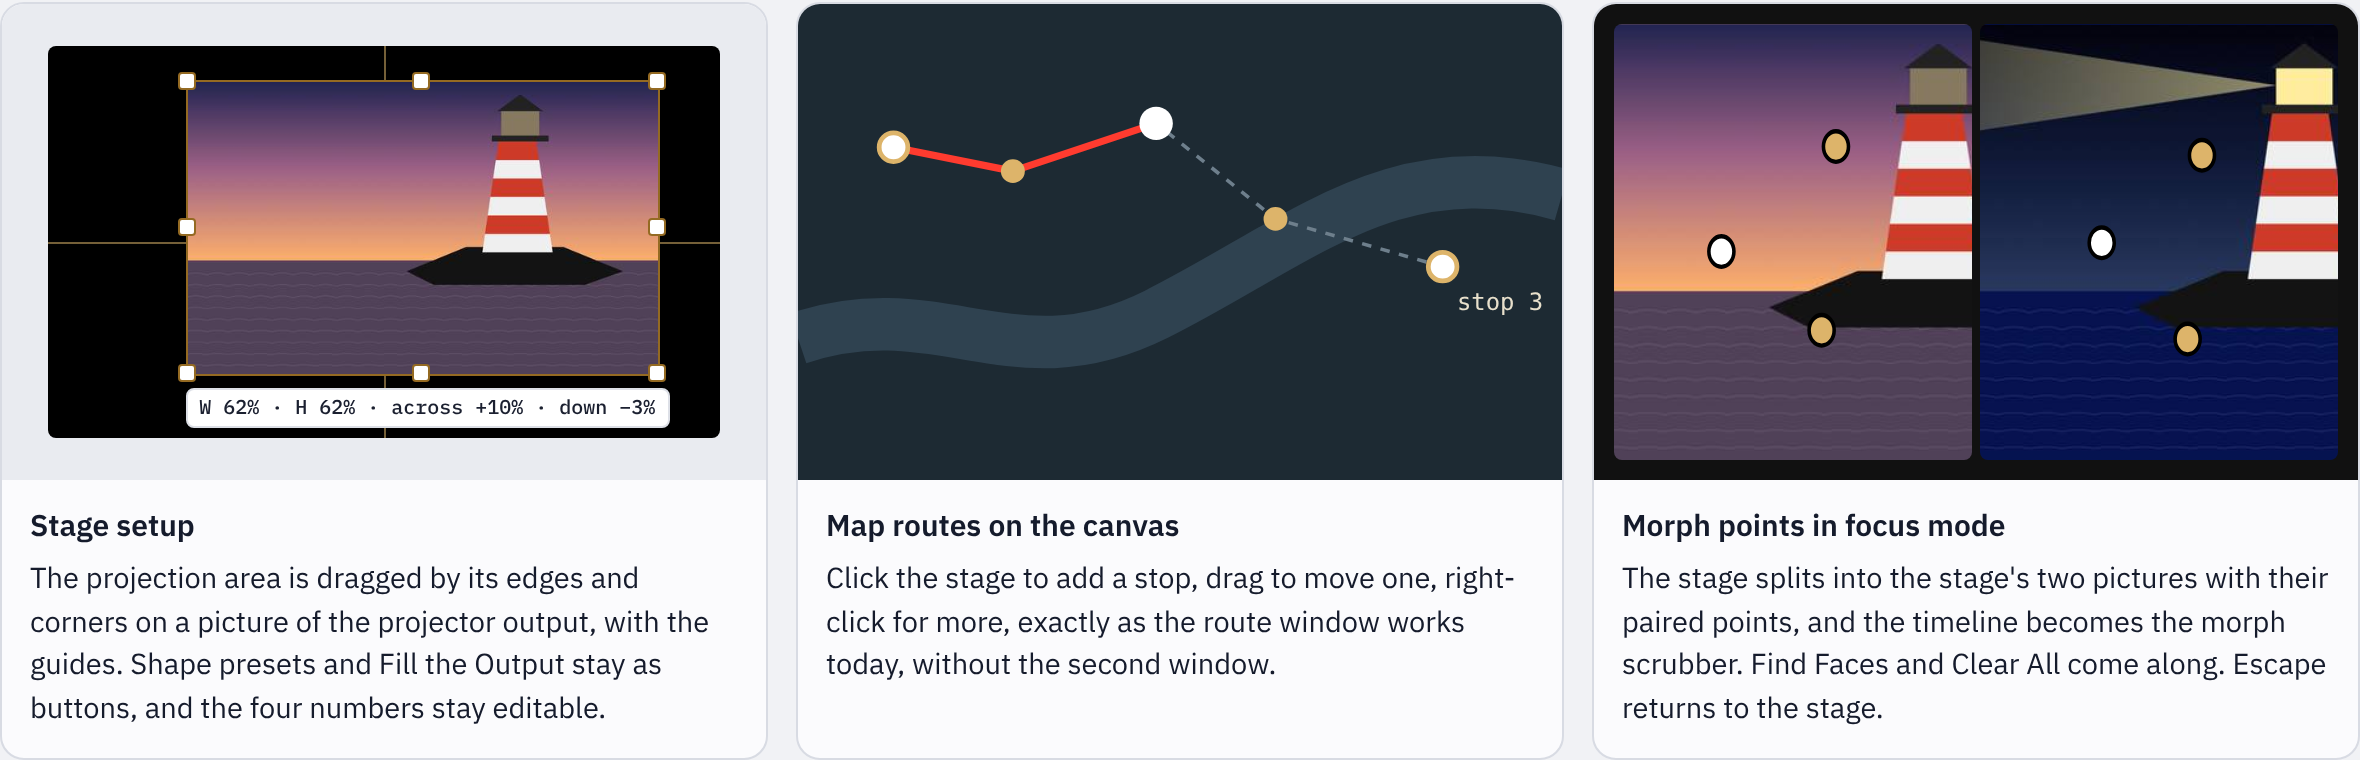 W 62% · H 62% · across +10% · down −3%
stop 3
Stage setup
The projection area is dragged by its edges and
corners on a picture of the projector output, with the
guides. Shape presets and Fill the Output stay as
buttons, and the four numbers stay editable.
Map routes on the canvas
Click the stage to add a stop, drag to move one, right-
click for more, exactly as the route window works
today, without the second window.
Morph points in focus mode
The stage splits into the stage's two pictures with their
paired points, and the timeline becomes the morph
scrubber. Find Faces and Clear All come along. Escape
returns to the stage.